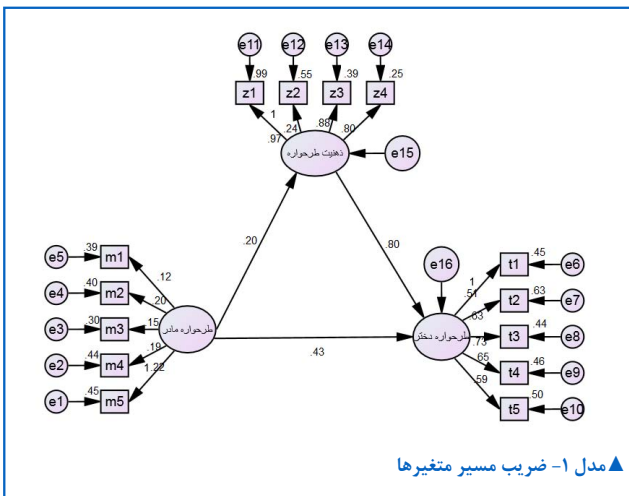 e11 e12 e13 e14
.99 .55 .39 .25
z1 z2 z3 z4
1 .24 .88 .80
.97
ذهنیت طرحواره
e15
.20
.80
e5 .39 m1
.12
e4 .40 m2
.20
e3 .30 m3
.15
e2 .44 m4
.19
e1 .45 m5
1.22
طرحواره مادر
.43
e16
طرحواره دختر
1
.51
t1 .45 e6
.63
t2 .63 e7
.73
t3 .44 e8
.65
t4 .46 e9
.59
t5 .50 e10
▲مدل ۱- ضریب مسیر متغیرها